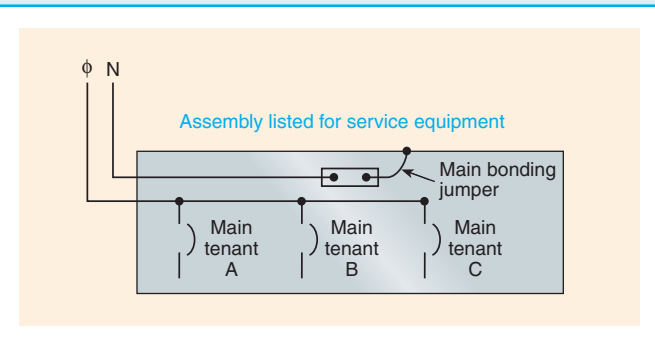 ϕ N
Assembly listed for service equipment
Main bonding
jumper
Main
tenant
A
Main
tenant
B
Main
tenant
C